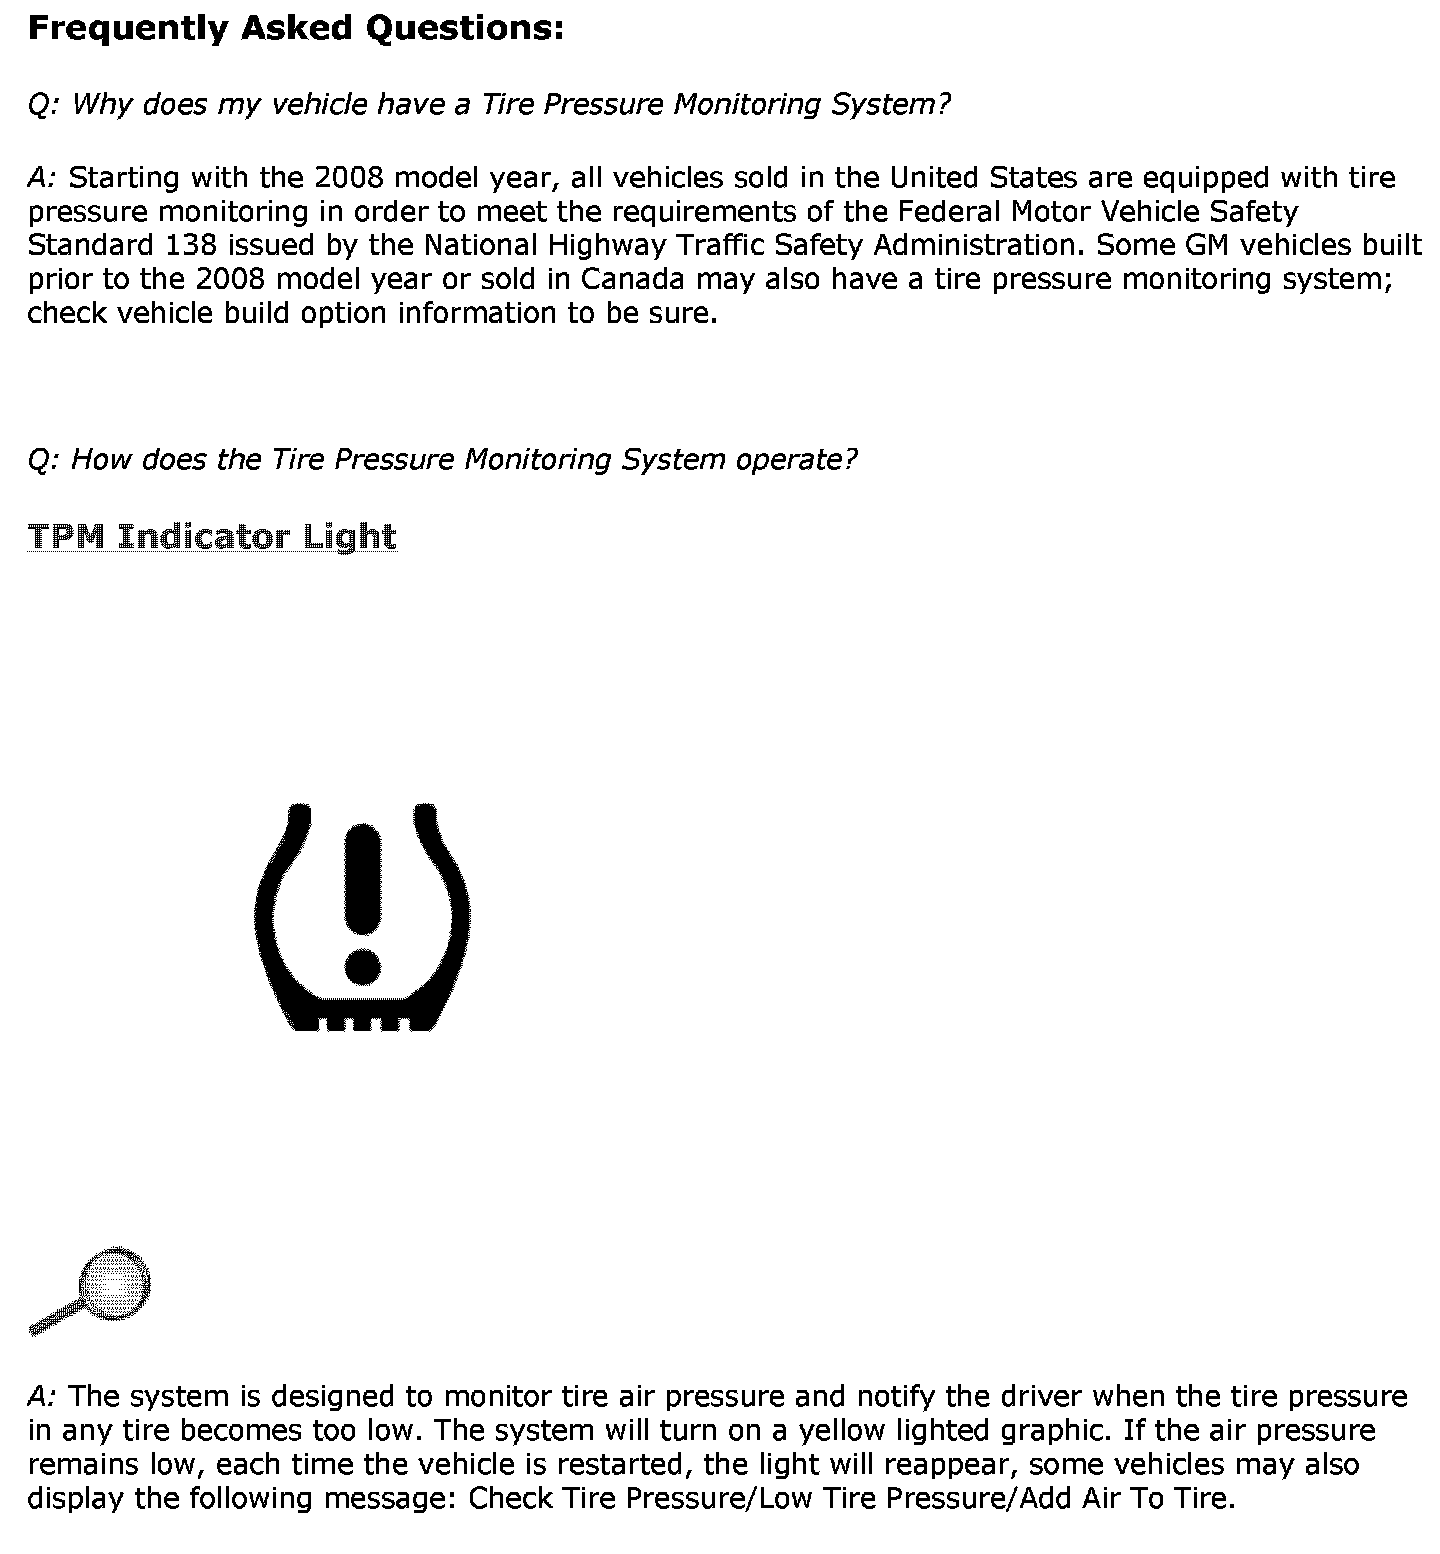 Frequently Asked Questions:
Q: Why does my vehicle have a Tire Pressure Monitoring System?
A: Starting with the 2008 model year, all vehicles sold in the United States are equipped with tire
pressure monitoring in order to meet the requirements of the Federal Motor Vehicle Safety
Standard 138 issued by the National Highway Traffic Safety Administration. Some GM vehicles built
prior to the 2008 model year or sold in Canada may also have a tire pressure monitoring system;
check vehicle build option information to be sure.
Q: How does the Tire Pressure Monitoring System operate?
TPM Indicator Light
A: The system is designed to monitor tire air pressure and notify the driver when the tire pressure
in any tire becomes too low. The system will turn on a yellow lighted graphic. If the air pressure
remains low, each time the vehicle is restarted, the light will reappear, some vehicles may also
display the following message: Check Tire Pressure/Low Tire Pressure/Add Air To Tire.